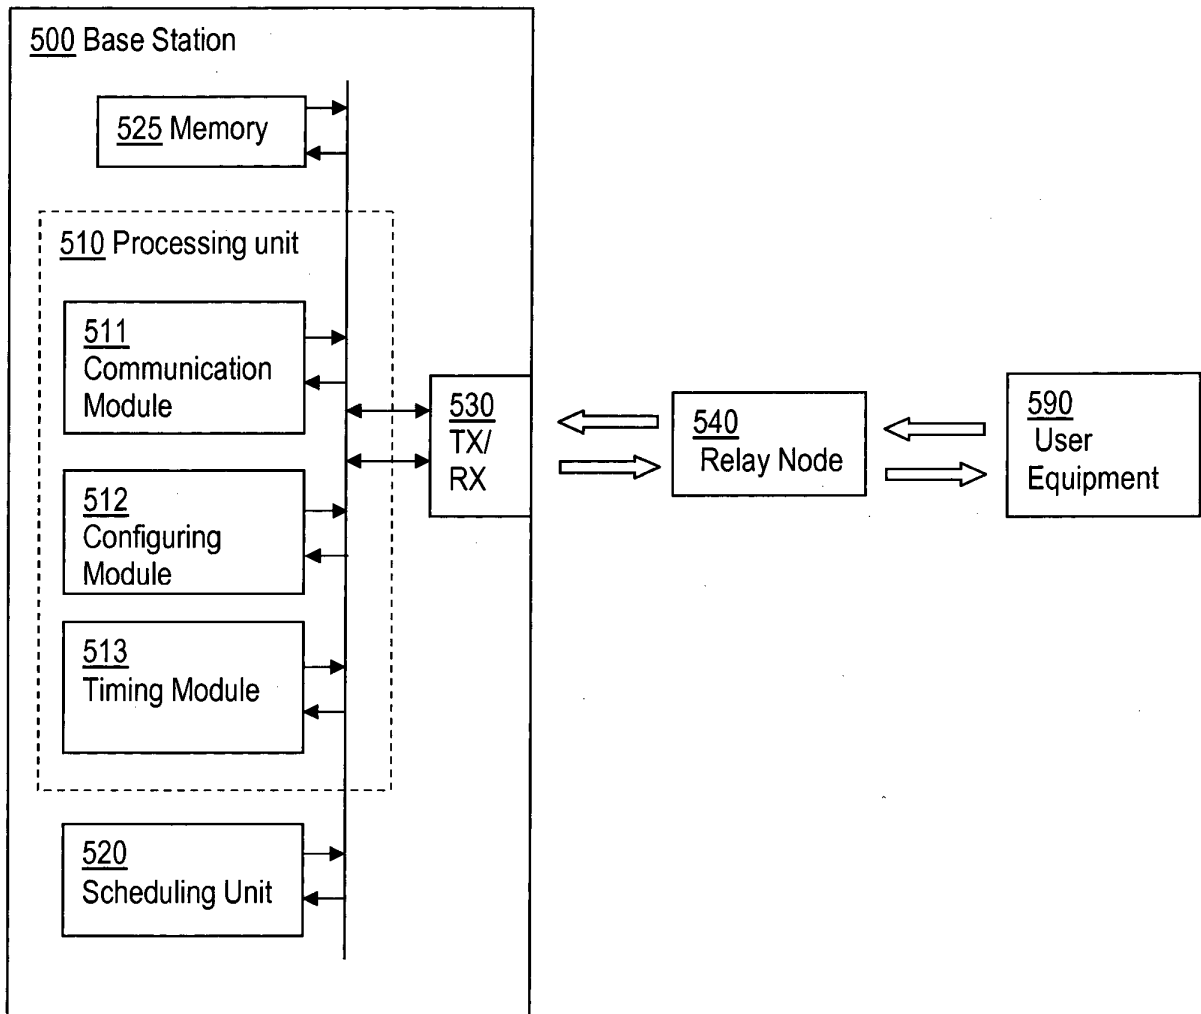 500 Base Station
525 Memory
510 Processing unit
511
Communication
Module
512
Configuring
Module
513
Timing Module
520
Scheduling Unit
530
TX/
RX
540
Relay Node
590
User
Equipment